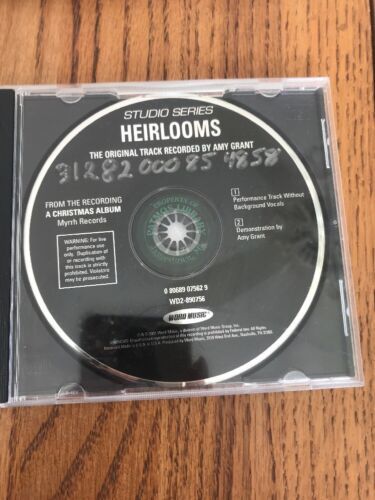 STUDIO SERIES
HEIRLOOMS
THE ORIGINAL TRACK RECORDED BY AMY GRANT
31282 00085 4858
FROM THE RECORDING
A CHRISTMAS ALBUM
Myrrh Records
WARNING: For live
performance use
only. Duplication of
or recording with
this track is strictly
prohibited. Violators
may be prosecuted.
PROPERTY OF
1 Performance Track Without
Background Vocals
2 Demonstration by
Amy Grant
0 80689 07562 9
WD2-890756
WORD MUSIC